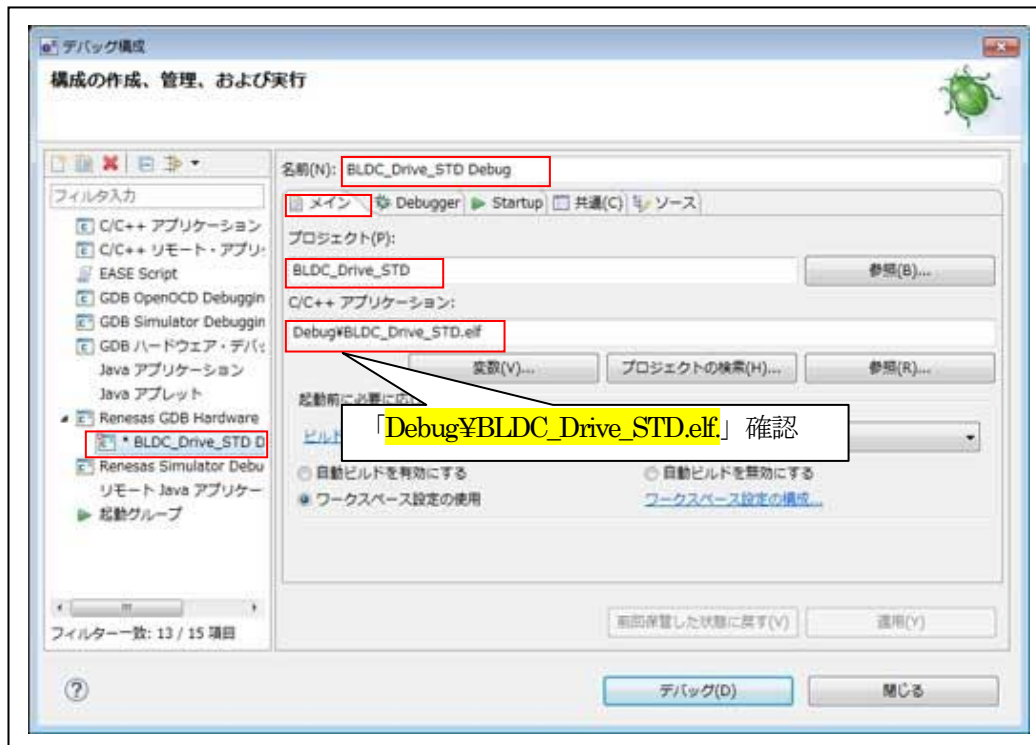 デバッグ構成
構成の作成、管理、および実行
名前(N): BLDC_Drive_STD Debug
フィルタ入力
メイン Debugger Startup 共通(C) ソース
C/C++ アプリケーション
C/C++ リモート・アプリ
EASE Script
GDB OpenOCD Debuggin
GDB Simulator Debuggin
GDB ハードウェア・デバ
Java アプリケーション
Java アプレット
Renesas GDB Hardware
* BLDC_Drive_STD D
Renesas Simulator Debu
リモート Java アプリケー
起動グループ
フィルター一致: 13 / 15 項目
プロジェクト(P):
BLDC_Drive_STD 参照(B)...
C/C++ アプリケーション:
Debug¥BLDC_Drive_STD.elf
変数(V)... プロジェクトの検索(H)... 参照(R)...
起動前に必要に応
ビルド
「Debug¥BLDC_Drive_STD.elf.」確認
自動ビルドを有効にする 自動ビルドを無効にする
ワークスペース設定の使用 ワークスペース設定の構成...
前回保管した状態に戻す(V) 適用(Y)
デバッグ(D) 閉じる